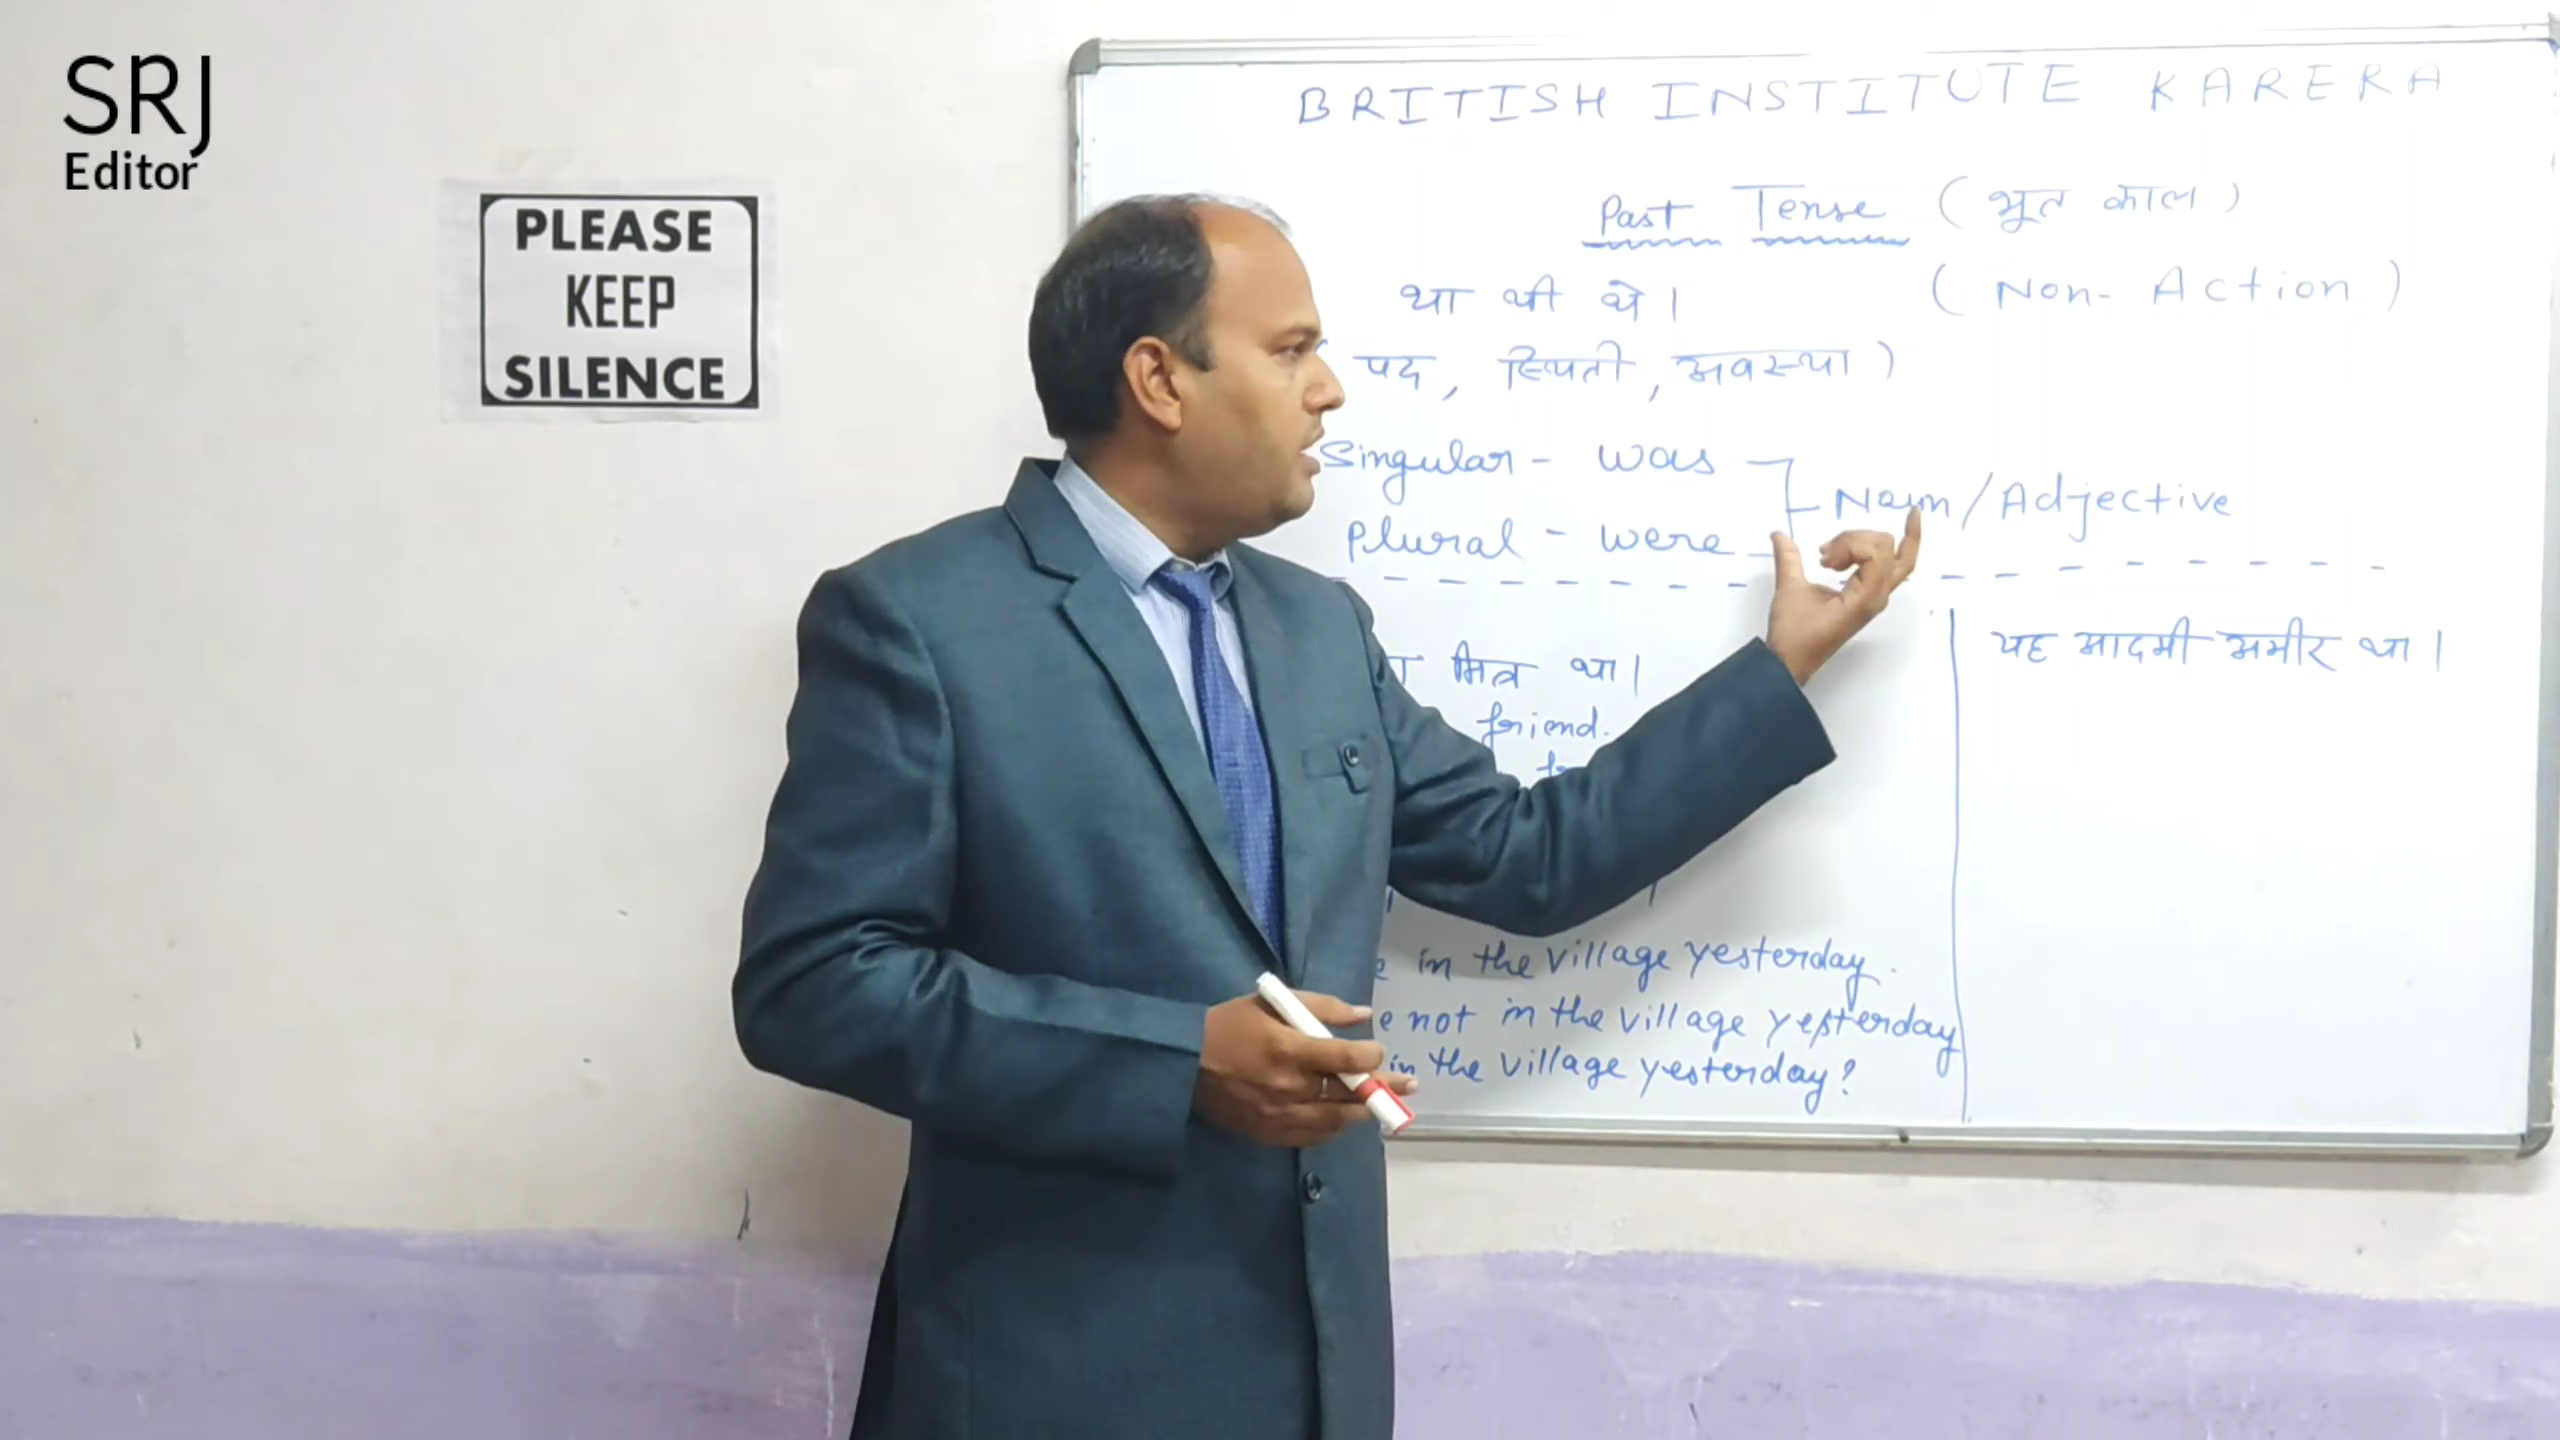 SRJ
Editor
PLEASE
KEEP
SILENCE
BRITISH INSTITUTE KARERA
Past Tense (भूत काल)
था थी थे। (Non-Action)
पद, स्थिती, अवस्था)
Singular - was
Noun/Adjective
Plural - were
मित्र था।
friend.
यह आदमी अमीर था।
in the village yesterday.
not in the village yesterday
in the village yesterday?